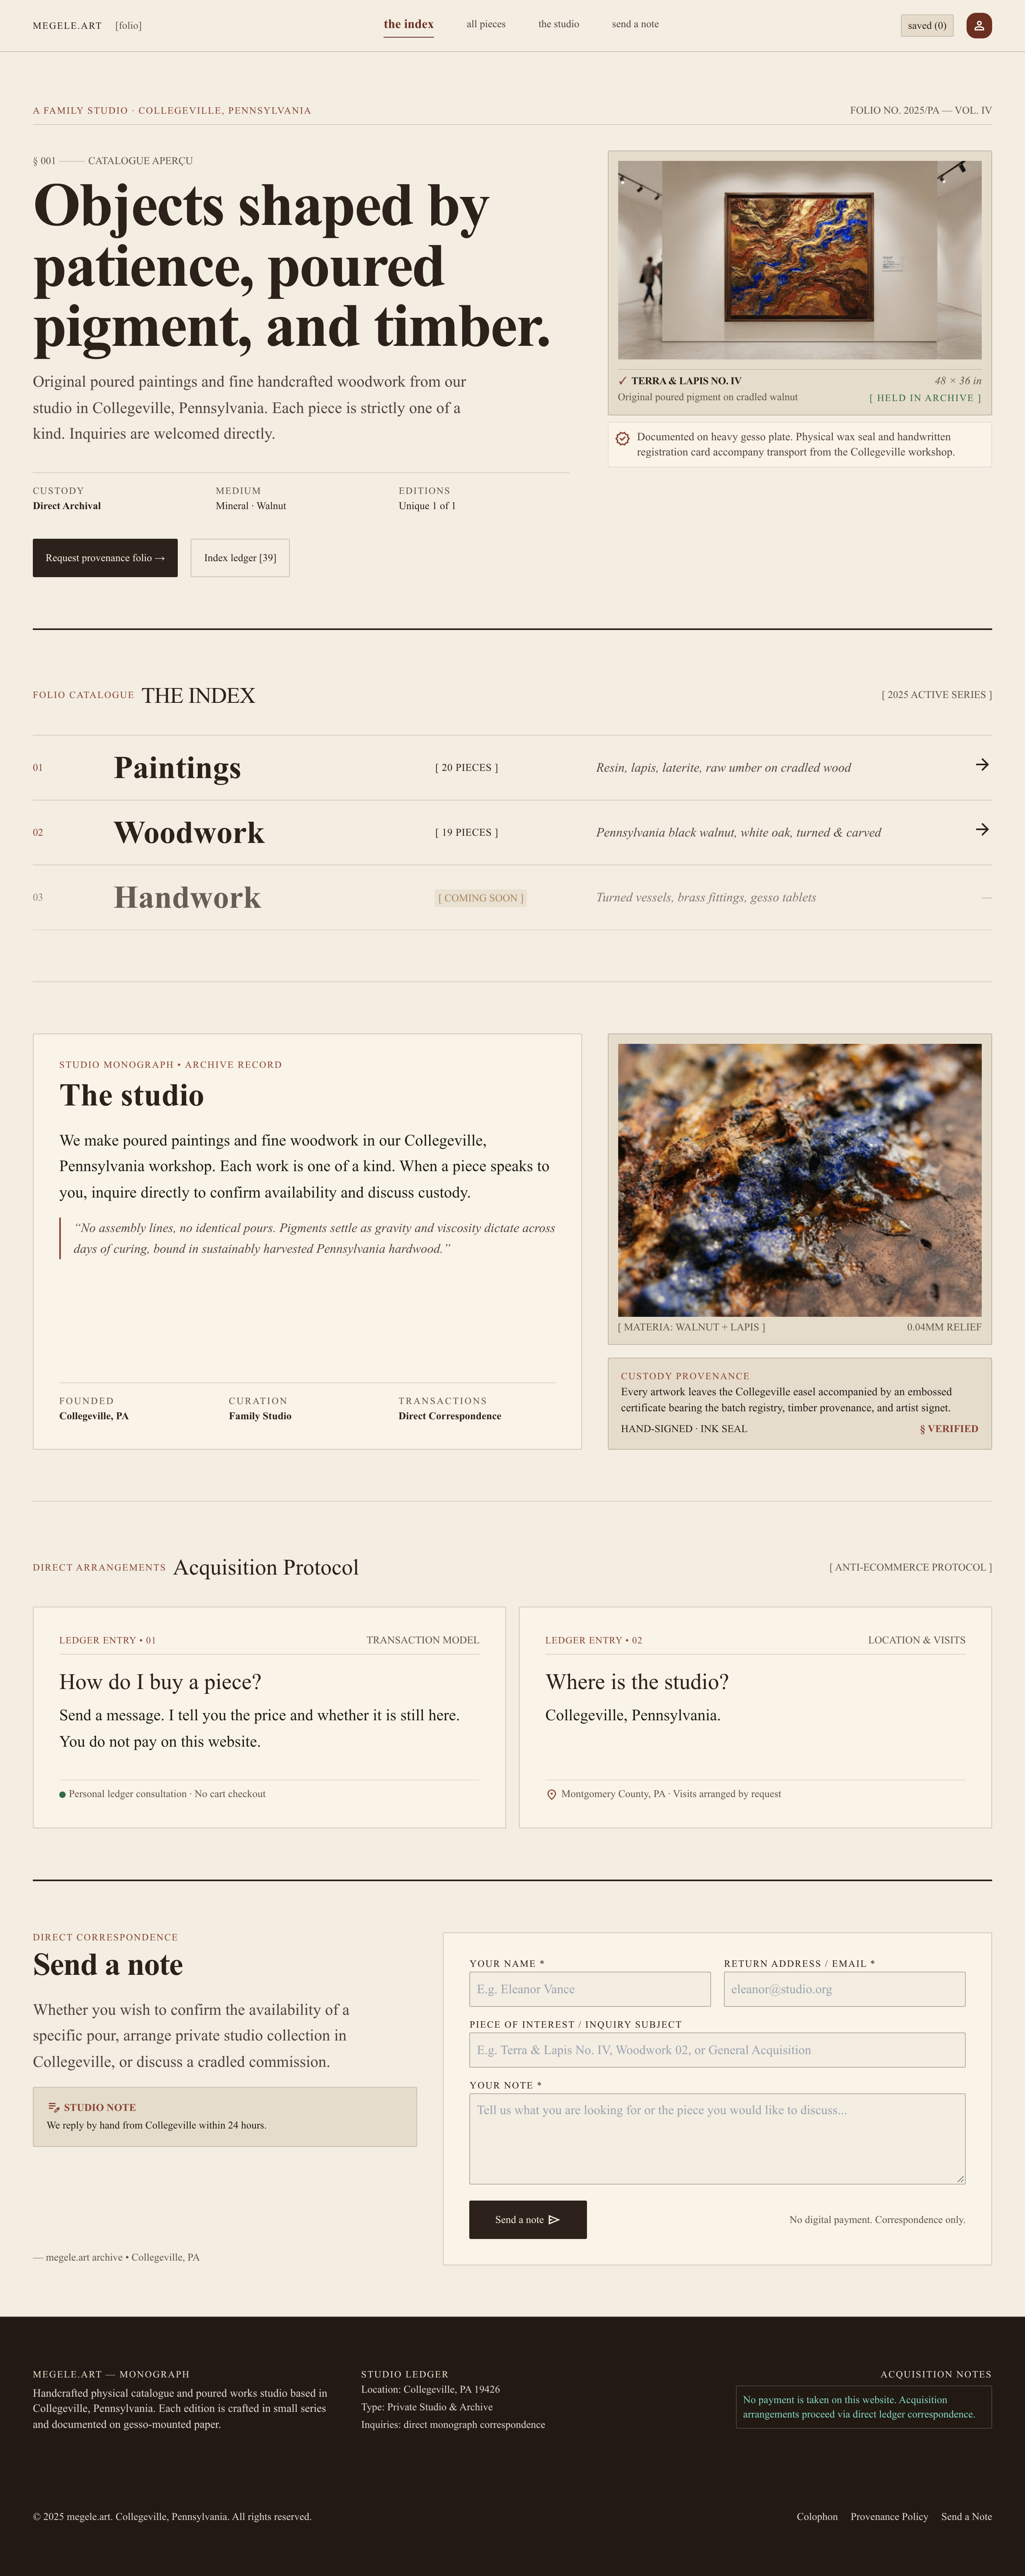 MEGELE.ART [folio] the index all pieces the studio send a note saved (0)
A FAMILY STUDIO · COLLEGEVILLE, PENNSYLVANIA FOLIO NO. 2025/PA — VOL. IV
§ 001 —— CATALOGUE APERÇU
Objects shaped by
patience, poured
pigment, and timber.
Original poured paintings and fine handcrafted woodwork from our
studio in Collegeville, Pennsylvania. Each piece is strictly one of a
kind. Inquiries are welcomed directly.
CUSTODY MEDIUM EDITIONS
Direct Archival Mineral · Walnut Unique 1 of 1
Request provenance folio → Index ledger [39]
✓ TERRA & LAPIS NO. IV 48 × 36 in
Original poured pigment on cradled walnut [ HELD IN ARCHIVE ]
Documented on heavy gesso plate. Physical wax seal and handwritten
registration card accompany transport from the Collegeville workshop.
FOLIO CATALOGUE THE INDEX [ 2025 ACTIVE SERIES ]
01 Paintings [ 20 PIECES ] Resin, lapis, laterite, raw umber on cradled wood →
02 Woodwork [ 19 PIECES ] Pennsylvania black walnut, white oak, turned & carved →
03 Handwork [ COMING SOON ] Turned vessels, brass fittings, gesso tablets —
STUDIO MONOGRAPH • ARCHIVE RECORD
The studio
We make poured paintings and fine woodwork in our Collegeville,
Pennsylvania workshop. Each work is one of a kind. When a piece speaks to
you, inquire directly to confirm availability and discuss custody.
“No assembly lines, no identical pours. Pigments settle as gravity and viscosity dictate across
days of curing, bound in sustainably harvested Pennsylvania hardwood.”
FOUNDED CURATION TRANSACTIONS
Collegeville, PA Family Studio Direct Correspondence
[ MATERIA: WALNUT + LAPIS ] 0.04MM RELIEF
CUSTODY PROVENANCE
Every artwork leaves the Collegeville easel accompanied by an embossed
certificate bearing the batch registry, timber provenance, and artist signet.
HAND-SIGNED · INK SEAL § VERIFIED
DIRECT ARRANGEMENTS Acquisition Protocol [ ANTI-ECOMMERCE PROTOCOL ]
LEDGER ENTRY • 01 TRANSACTION MODEL
How do I buy a piece?
Send a message. I tell you the price and whether it is still here.
You do not pay on this website.
Personal ledger consultation · No cart checkout
LEDGER ENTRY • 02 LOCATION & VISITS
Where is the studio?
Collegeville, Pennsylvania.
Montgomery County, PA · Visits arranged by request
DIRECT CORRESPONDENCE
Send a note
Whether you wish to confirm the availability of a
specific pour, arrange private studio collection in
Collegeville, or discuss a cradled commission.
STUDIO NOTE
We reply by hand from Collegeville within 24 hours.
— megele.art archive • Collegeville, PA
YOUR NAME * RETURN ADDRESS / EMAIL *
E.g. Eleanor Vance eleanor@studio.org
PIECE OF INTEREST / INQUIRY SUBJECT
E.g. Terra & Lapis No. IV, Woodwork 02, or General Acquisition
YOUR NOTE *
Tell us what you are looking for or the piece you would like to discuss...
Send a note No digital payment. Correspondence only.
MEGELE.ART — MONOGRAPH
Handcrafted physical catalogue and poured works studio based in
Collegeville, Pennsylvania. Each edition is crafted in small series
and documented on gesso-mounted paper.
STUDIO LEDGER
Location: Collegeville, PA 19426
Type: Private Studio & Archive
Inquiries: direct monograph correspondence
ACQUISITION NOTES
No payment is taken on this website. Acquisition
arrangements proceed via direct ledger correspondence.
© 2025 megele.art. Collegeville, Pennsylvania. All rights reserved. Colophon Provenance Policy Send a Note